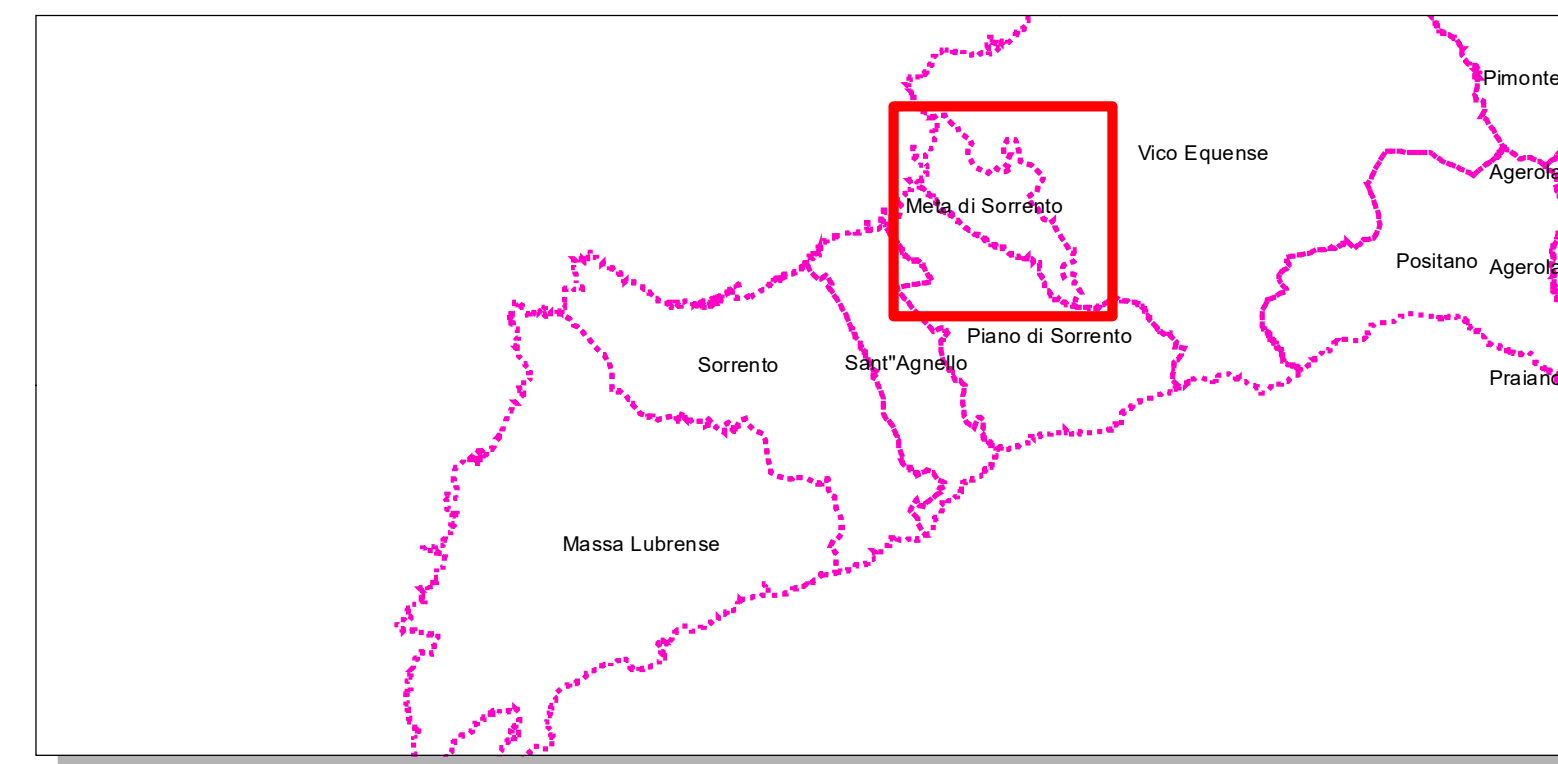 Pimonte
Vico Equense
Agerola
Meta di Sorrento
Positano
Agerola
Piano di Sorrento
Sorrento
Sant"Agnello
Praiano
Massa Lubrense